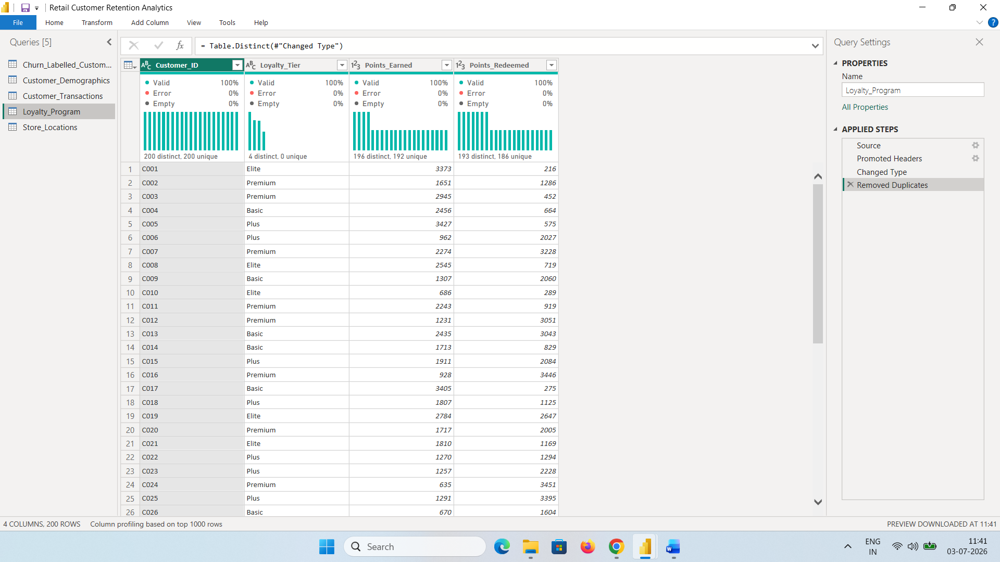 Retail Customer Retention Analytics
File Home Transform Add Column View Tools Help
?
Queries [5]
Churn_Labelled_Custom...
Customer_Demographics
Customer_Transactions
Loyalty_Program
Store_Locations
fx = Table.Distinct(#"Changed Type")
ABC Customer_ID ABC Loyalty_Tier 123 Points_Earned 123 Points_Redeemed
Valid 100% Valid 100% Valid 100% Valid 100%
Error 0% Error 0% Error 0% Error 0%
Empty 0% Empty 0% Empty 0% Empty 0%
200 distinct, 200 unique 4 distinct, 0 unique 196 distinct, 192 unique 193 distinct, 186 unique
1 C001 Elite 3373 216
2 C002 Premium 1651 1286
3 C003 Premium 2945 452
4 C004 Basic 2456 664
5 C005 Plus 3427 575
6 C006 Plus 962 2027
7 C007 Premium 2274 3228
8 C008 Elite 2545 719
9 C009 Basic 1307 2060
10 C010 Elite 686 289
11 C011 Premium 2243 919
12 C012 Premium 1231 3051
13 C013 Basic 2435 3043
14 C014 Basic 1713 829
15 C015 Plus 1911 2084
16 C016 Premium 928 3446
17 C017 Basic 3405 275
18 C018 Plus 1807 1125
19 C019 Elite 2784 2647
20 C020 Premium 1717 2005
21 C021 Elite 1810 1169
22 C022 Plus 1270 1294
23 C023 Plus 1257 2228
24 C024 Premium 635 3451
25 C025 Plus 1291 3395
26 C026 Basic 670 1604
Query Settings
PROPERTIES
Name
Loyalty_Program
All Properties
APPLIED STEPS
Source
Promoted Headers
Changed Type
Removed Duplicates
4 COLUMNS, 200 ROWS Column profiling based on top 1000 rows PREVIEW DOWNLOADED AT 11:41
Search
W
ENG
IN
11:41
03-07-2026